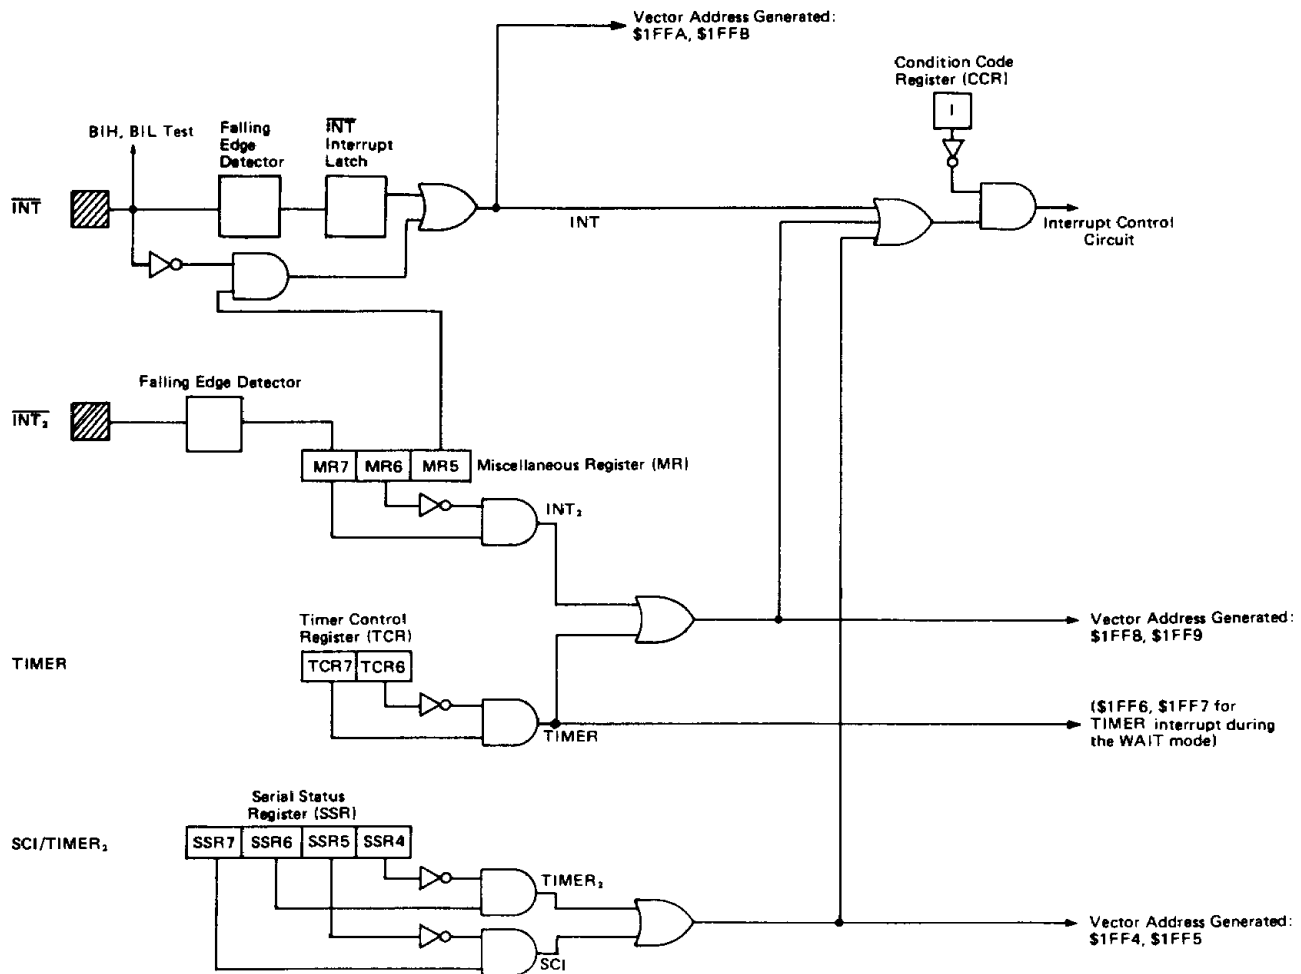 Vector Address Generated:
$1FFA, $1FFB
Condition Code
Register (CCR)
I
BIH, BIL Test
Falling
Edge
Detector
INT
Interrupt
Latch
INT
INT
Interrupt Control
Circuit
Falling Edge Detector
INT₂
MR7 MR6 MR5 Miscellaneous Register (MR)
INT₂
Timer Control
Register (TCR)
Vector Address Generated:
$1FF8, $1FF9
TIMER
TCR7 TCR6
TIMER
($1FF6, $1FF7 for
TIMER interrupt during
the WAIT mode)
Serial Status
Register (SSR)
SCI/TIMER₂
SSR7 SSR6 SSR5 SSR4
TIMER₂
SCI
Vector Address Generated:
$1FF4, $1FF5